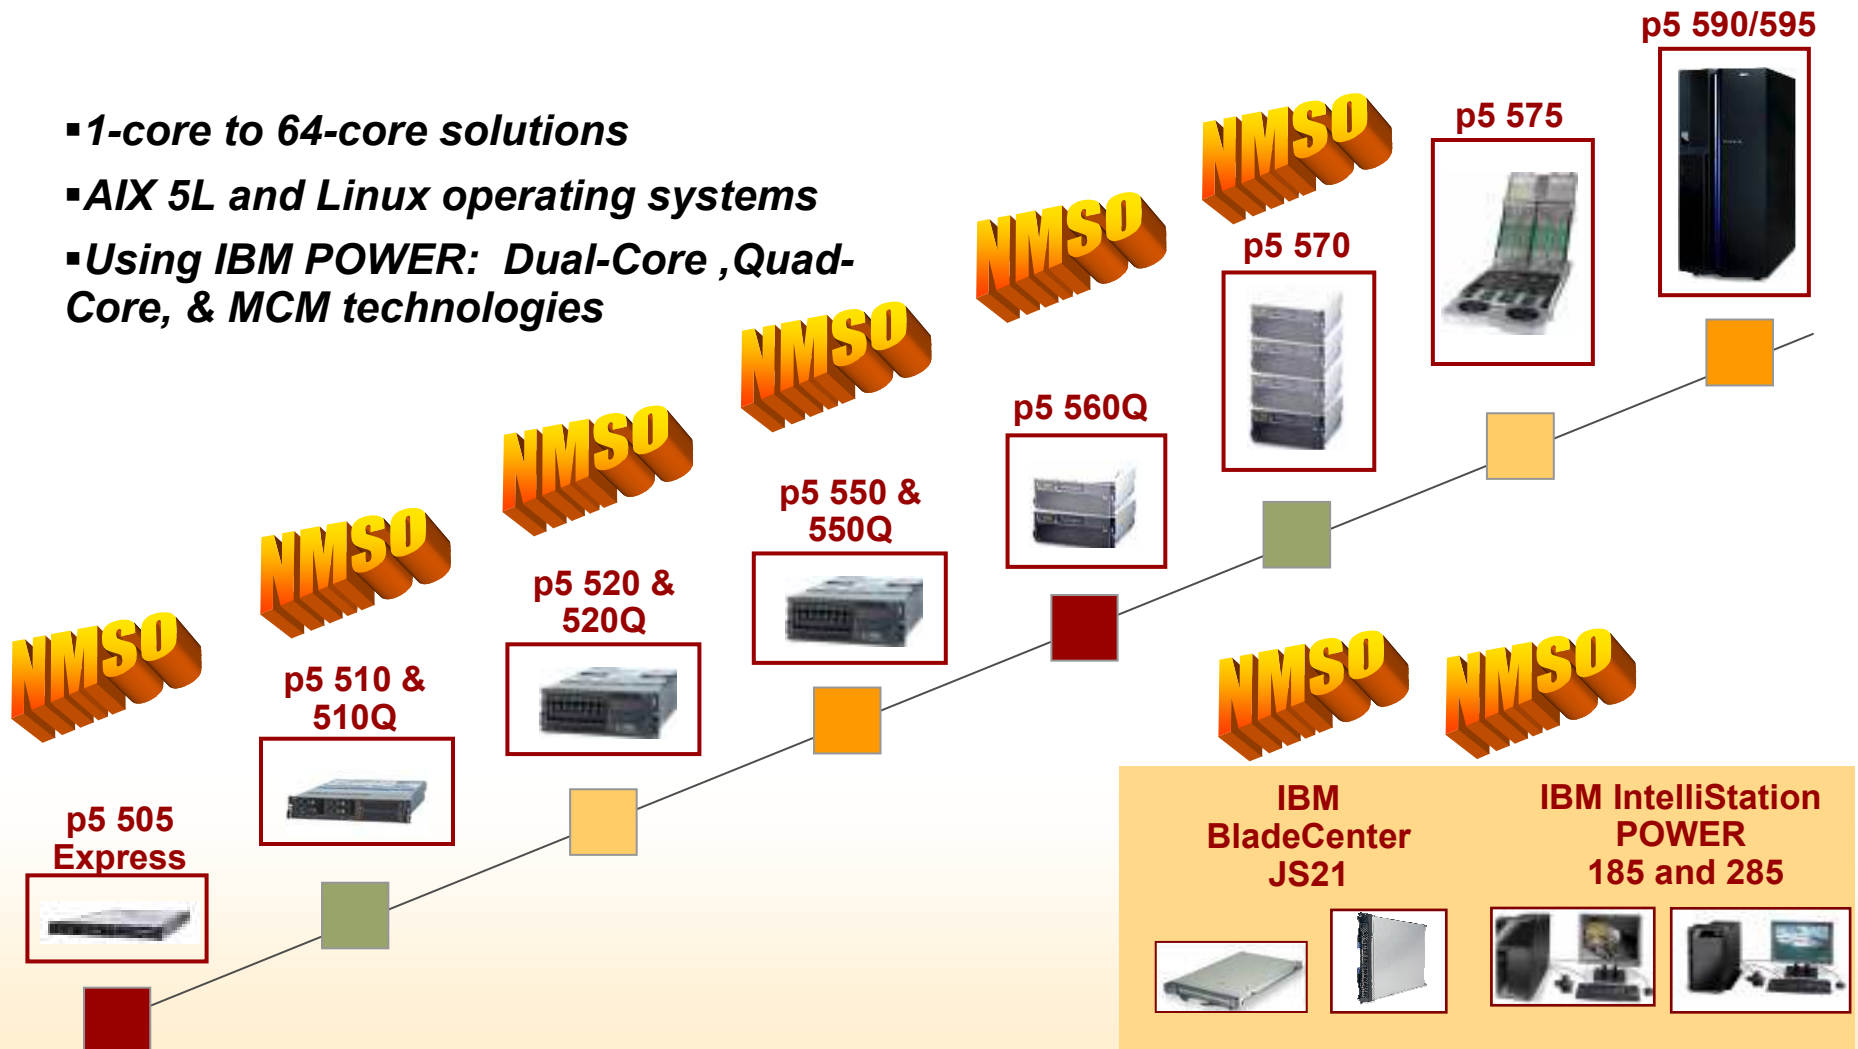 ▪1-core to 64-core solutions
▪AIX 5L and Linux operating systems
▪Using IBM POWER:  Dual-Core ,Quad-
Core, & MCM technologies
p5 590/595
p5 575
NMSO
p5 570
NMSO
p5 560Q
NMSO
p5 550 &
550Q
NMSO
p5 520 &
520Q
NMSO
p5 510 &
510Q
NMSO
p5 505
Express
NMSO
IBM
BladeCenter
JS21
NMSO
IBM IntelliStation
POWER
185 and 285